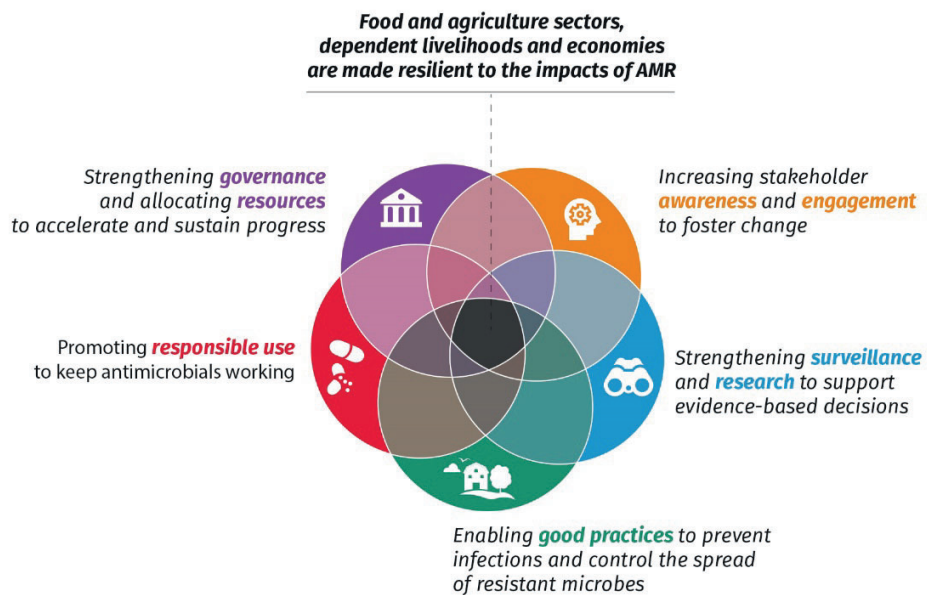 Food and agriculture sectors,
dependent livelihoods and economies
are made resilient to the impacts of AMR
Strengthening governance
and allocating resources
to accelerate and sustain progress
Increasing stakeholder
awareness and engagement
to foster change
Promoting responsible use
to keep antimicrobials working
Strengthening surveillance
and research to support
evidence-based decisions
Enabling good practices to prevent
infections and control the spread
of resistant microbes